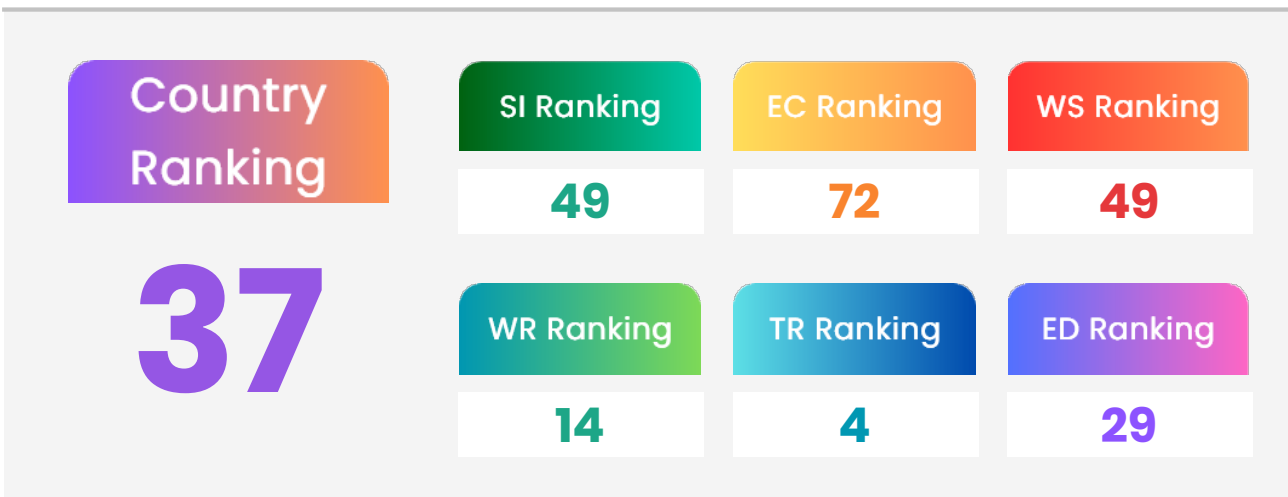 Country
Ranking
37
SI Ranking
EC Ranking
WS Ranking
49
72
49
WR Ranking
TR Ranking
ED Ranking
14
4
29